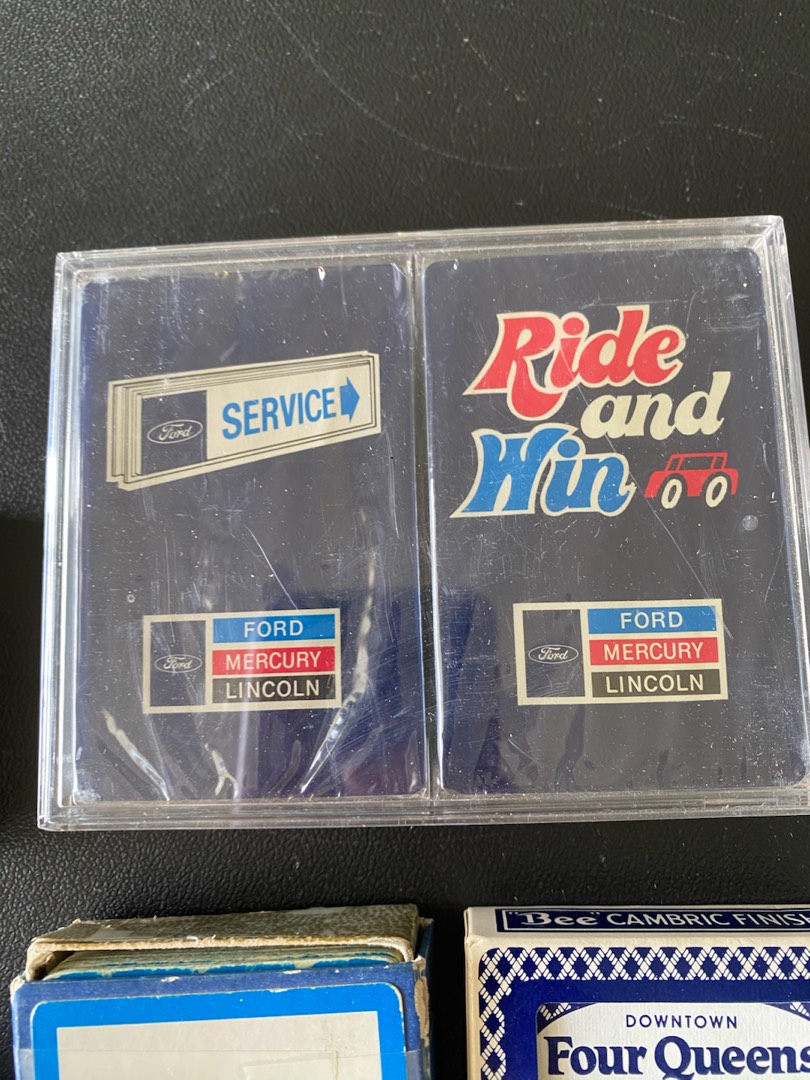 Ford
SERVICE
Ford
FORD
MERCURY
LINCOLN
Ride
and
Win
Ford
FORD
MERCURY
LINCOLN
"Bee" CAMBRIC FINISH
DOWNTOWN
Four Queens